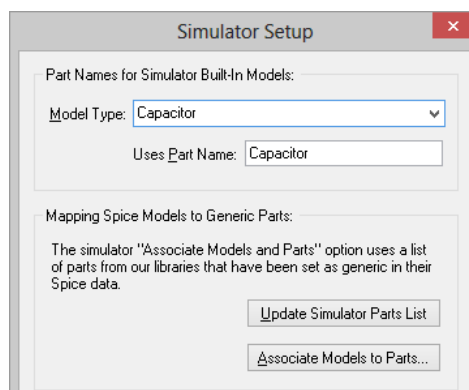 Simulator Setup
Part Names for Simulator Built-In Models:
Model Type: Capacitor
Uses Part Name: Capacitor
Mapping Spice Models to Generic Parts:
The simulator "Associate Models and Parts" option uses a list
of parts from our libraries that have been set as generic in their
Spice data.
Update Simulator Parts List
Associate Models to Parts...